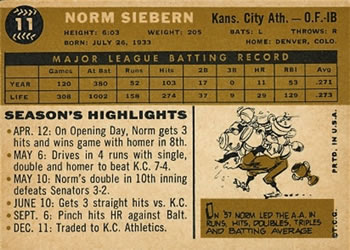 11
NORM SIEBERN
Kans. City Ath. — O.F.-IB
HEIGHT: 6:03 WEIGHT: 205 BATS: L THROWS: R
BORN: JULY 26, 1933 HOME: DENVER, COLO.
MAJOR LEAGUE BATTING RECORD
Games At Bat Runs Hits 2B 3B HR RBI Avg.
YEAR 120 380 52 103 17 0 11 53 .271
LIFE 308 1002 158 274 41 7 27 .273
SEASON'S HIGHLIGHTS
• APR. 12: On Opening Day, Norm gets 3
hits and wins game with homer in 8th.
• MAY 6: Drives in 4 runs with single,
double and homer to beat K.C. 7-4.
• MAY 10: Norm's double in 10th inning
defeats Senators 3-2.
• JUNE 10: Gets 3 straight hits vs. K.C.
• SEPT. 6: Pinch hits HR against Balt.
• DEC. 11: Traded to K.C. Athletics.
IN '57 NORM LED THE A.A. IN
RUNS, HITS, DOUBLES, TRIPLES
AND BATTING AVERAGE
©T.C.G. PRTD. IN U.S.A.